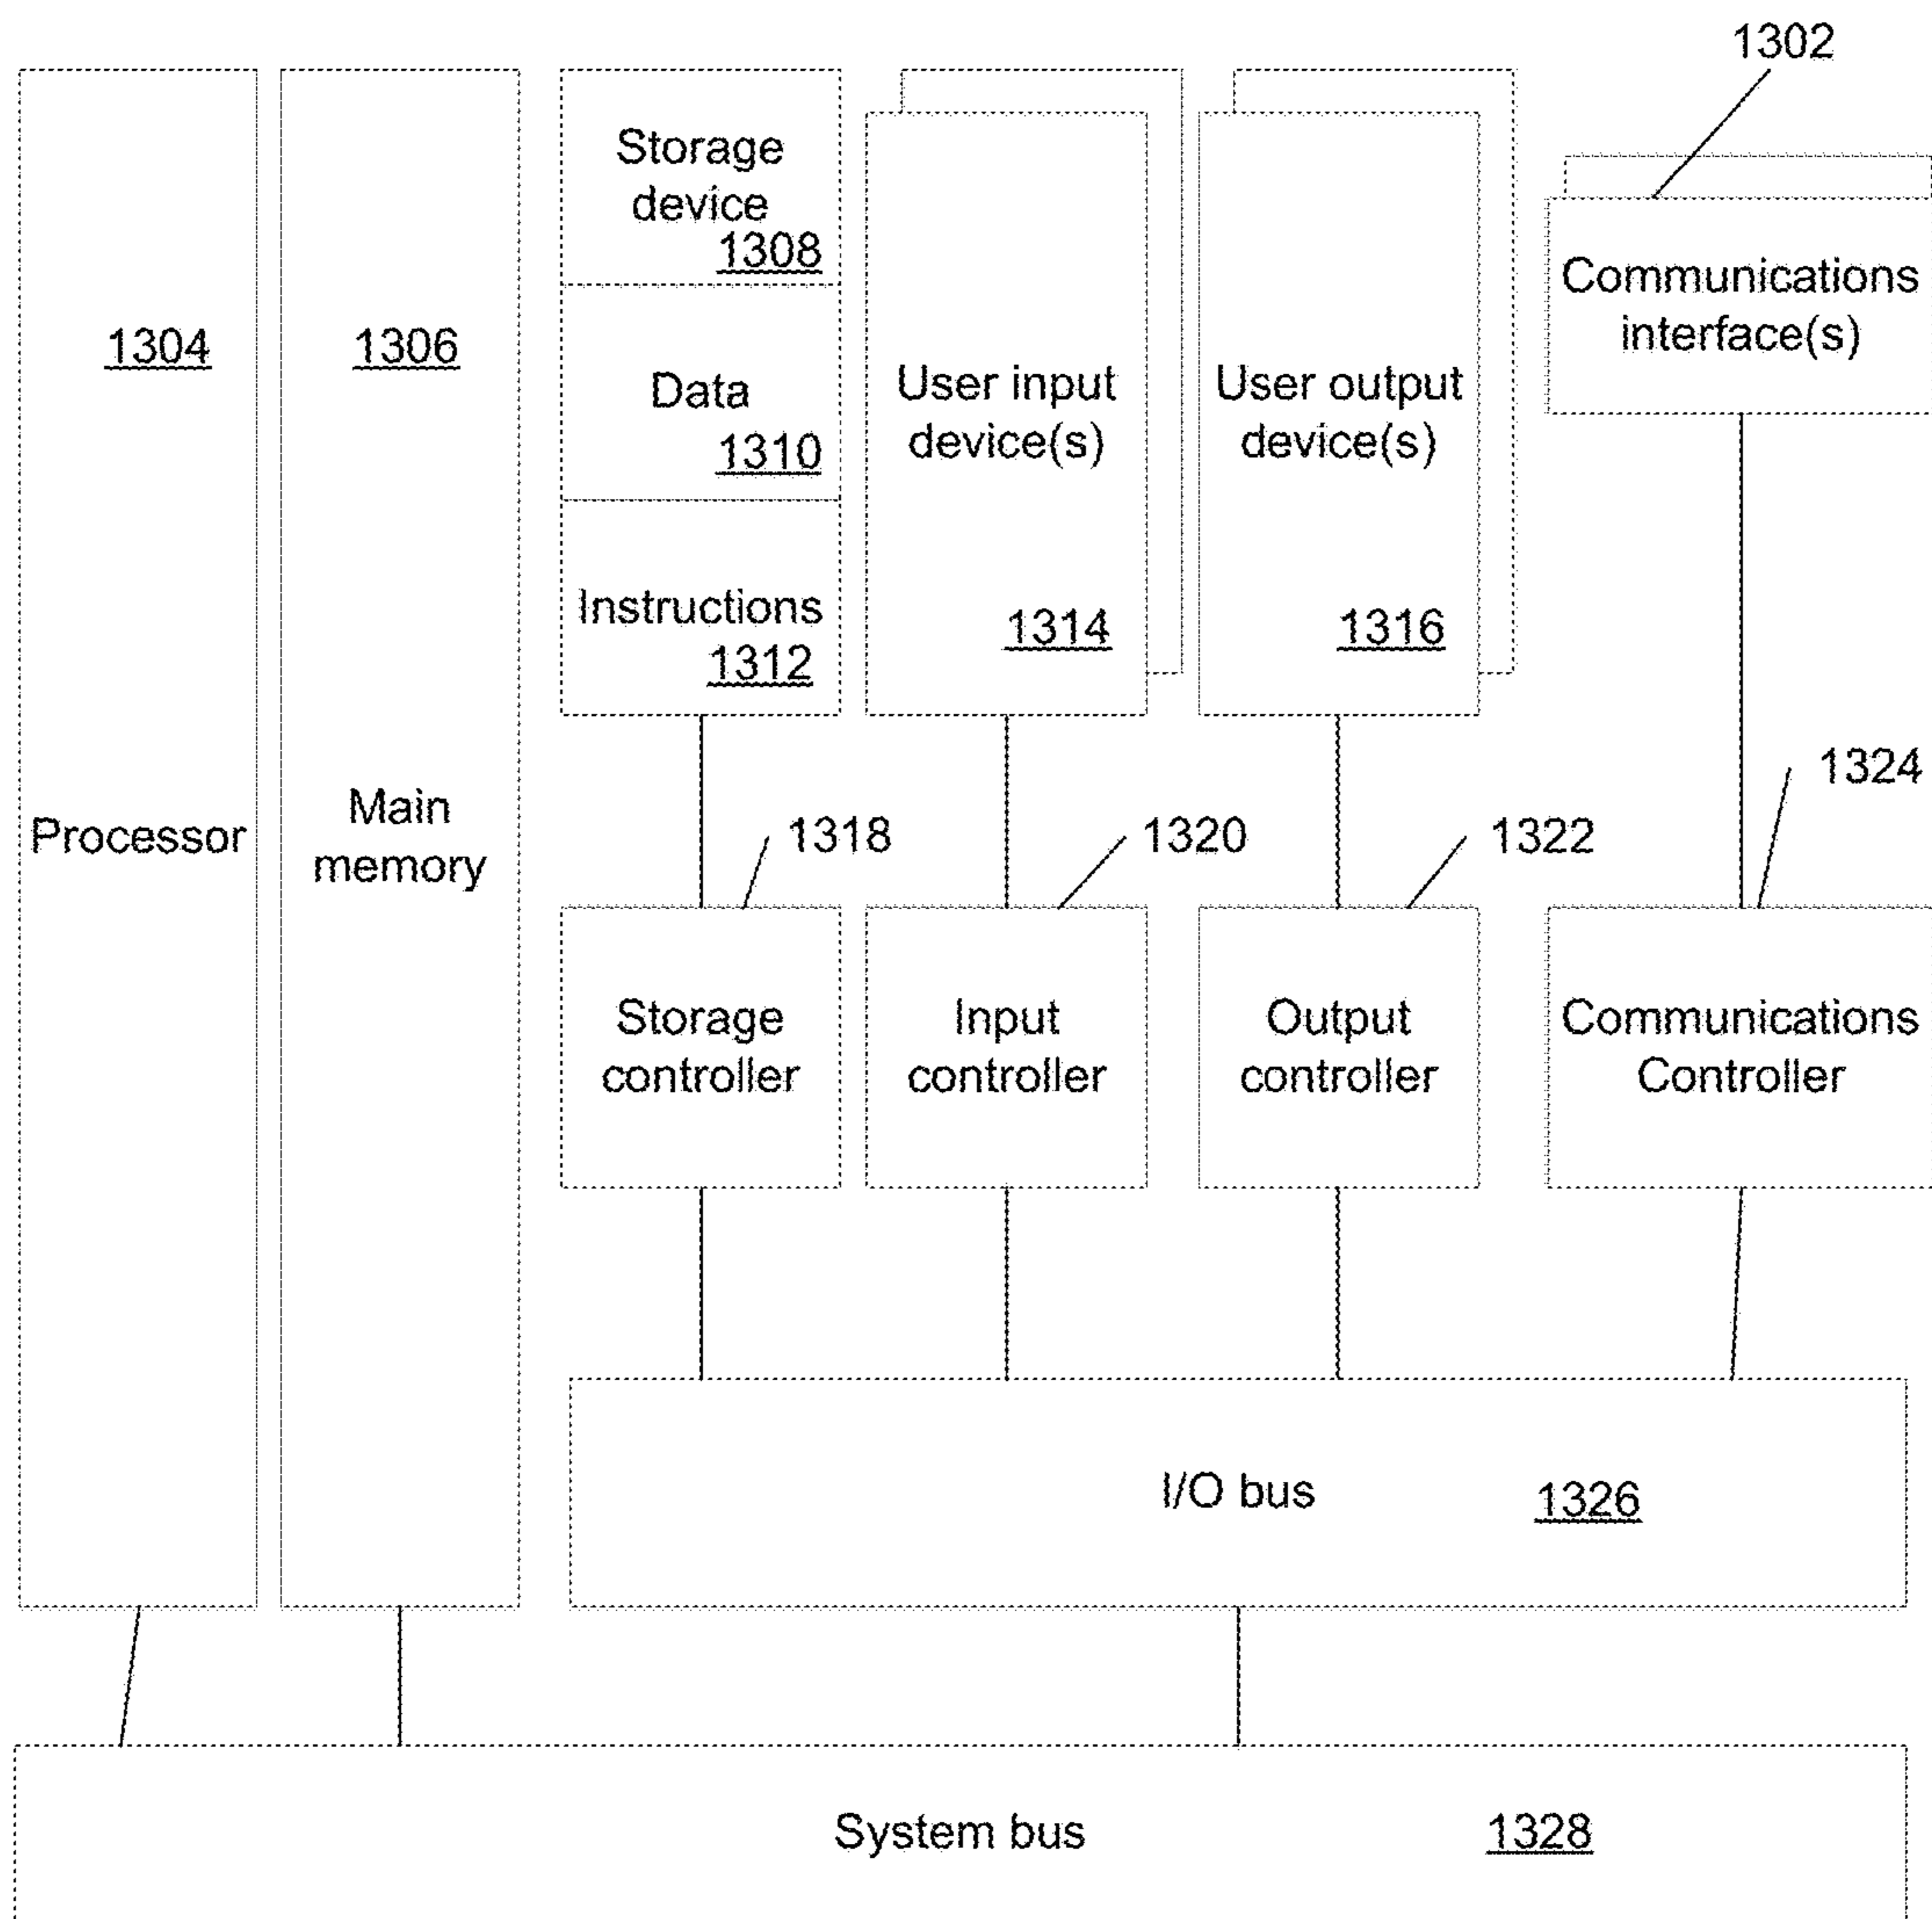 1302
Storage
device
1308
1304
1306
Data
1310
User input
device(s)
User output
device(s)
Communications
interface(s)
Instructions
1312
1314
1316
Processor
Main
memory
1318
1320
1322
1324
Storage
controller
Input
controller
Output
controller
Communications
Controller
I/O bus
1326
System bus
1328